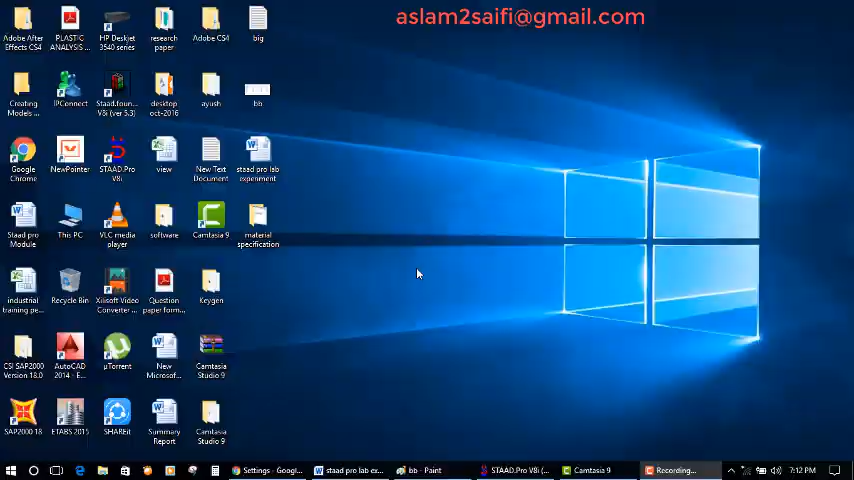 aslam2saifi@gmail.com
Adobe After
Effects CS4
PLASTIC
ANALYSIS ...
HP Deskjet
3540 series
research
paper
Adobe CS4
big
Creating
Models ...
IPConnect
Staad.foun...
V8i (ver 5.3)
desktop
oct-2016
ayush
bb
Google
Chrome
NewPointer
STAAD.Pro
V8i
view
New Text
Document
staad pro lab
expenment
Staad pro
Module
This PC
VLC media
player
software
Camtasia 9
material
specification
industrial
training pe...
Recycle Bin
Xilisoft Video
Converter ...
Question
paper form...
Keygen
CSI SAP2000
Version 18.0
AutoCAD
2014 - E...
µTorrent
New
Microsof...
Camtasia
Studio 9
SAP2000 18
ETABS 2015
SHAREit
Summary
Report
Camtasia
Studio 9
Settings - Googl...
staad pro lab ex...
bb - Paint
STAAD.Pro V8i (...
Camtasia 9
Recording...
7:12 PM